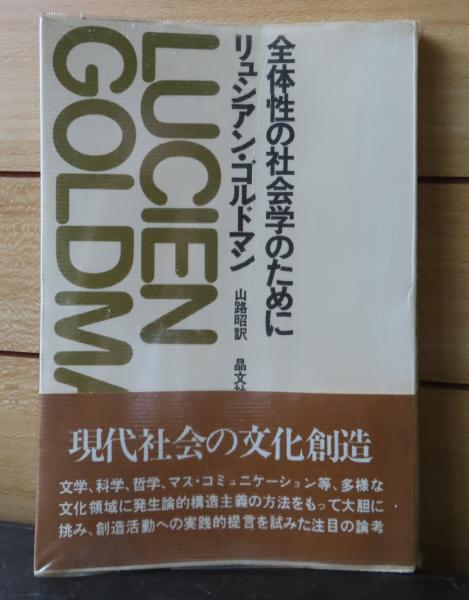 全体性の社会学のために
リュシアン・ゴルドマン
山路昭訳 晶文社
LUCIEN
GOLDMA
現代社会の文化創造
文学、科学、哲学、マス・コミュニケーション等、多様な
文化領域に発生論的構造主義の方法をもって大胆に
挑み、創造活動への実践的提言を試みた注目の論考